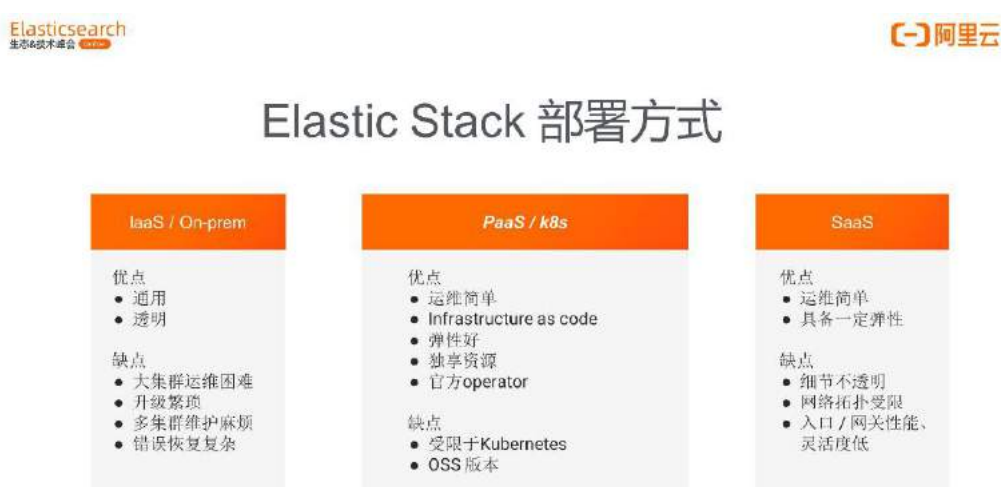 Elasticsearch
生态&技术峰会
阿里云
Elastic Stack 部署方式
IaaS / On-prem
优点
● 通用
● 透明
缺点
● 大集群运维困难
● 升级繁琐
● 多集群维护麻烦
● 错误恢复复杂
PaaS / k8s
优点
● 运维简单
● Infrastructure as code
● 弹性好
● 独享资源
● 官方operator
缺点
● 受限于Kubernetes
● OSS 版本
SaaS
优点
● 运维简单
● 具备一定弹性
缺点
● 细节不透明
● 网络拓扑受限
● 入口 / 网关性能、
灵活度低